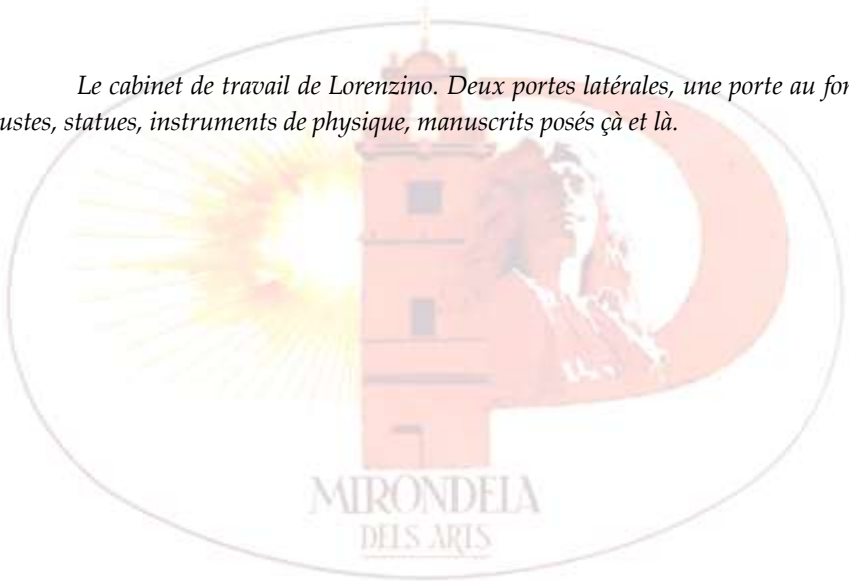 Le cabinet de travail de Lorenzino. Deux portes latérales, une porte au
ustes, statues, instruments de physique, manuscrits posés çà et là.
MIRONDELA
DELS ARTS